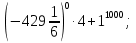 (-429 1/6)^0 · 4 + 1^1000;